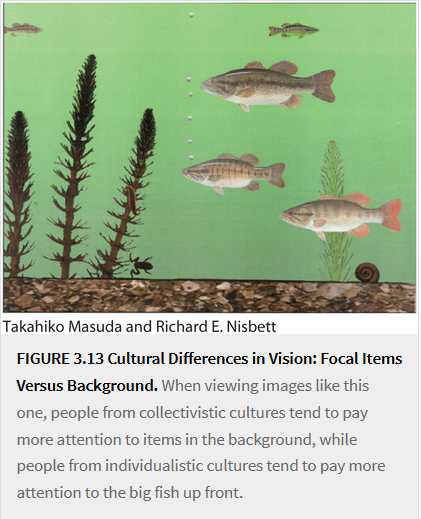 Takahiko Masuda and Richard E. Nisbett
FIGURE 3.13 Cultural Differences in Vision: Focal Items
Versus Background. When viewing images like this
one, people from collectivistic cultures tend to pay
more attention to items in the background, while
people from individualistic cultures tend to pay more
attention to the big fish up front.